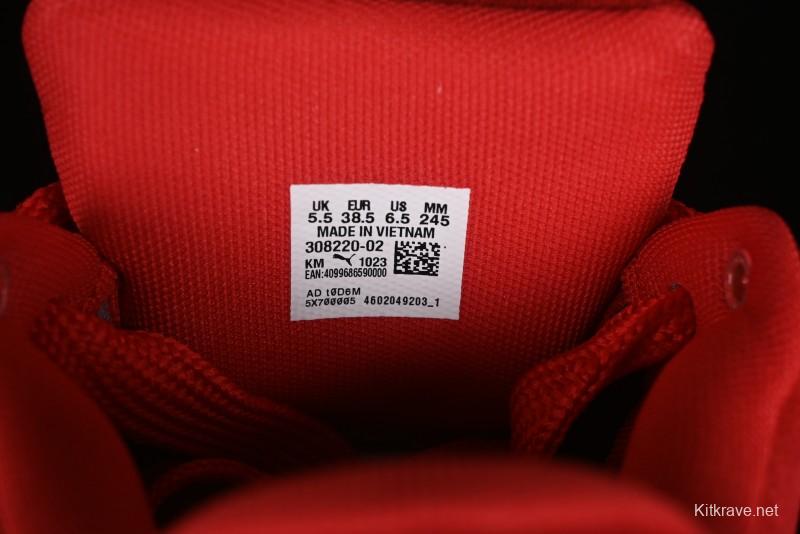 UK EUR US MM
5.5 38.5 6.5 245
MADE IN VIETNAM
308220-02
KM 1023
EAN:4099686590000
AD t0D6M
5X700005 4602049203_1
Kitkrave.net